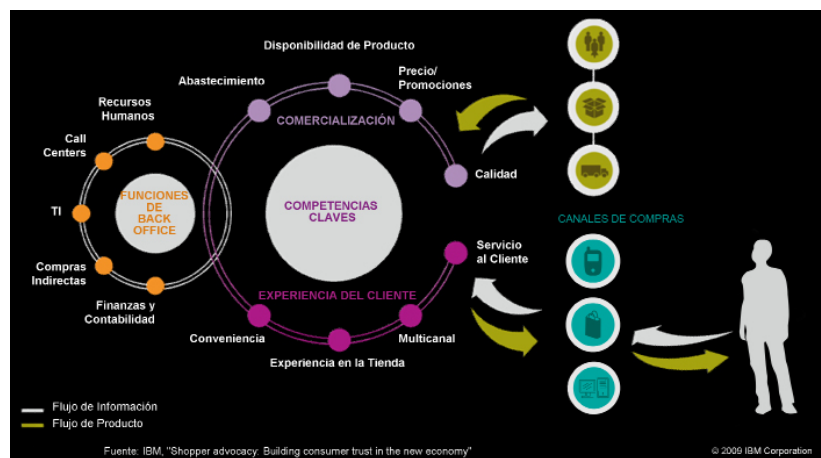 Disponibilidad de Producto
Abastecimiento
Precio/
Promociones
Recursos
Humanos
COMERCIALIZACIÓN
Call
Centers
Calidad
FUNCIONES
DE
BACK
OFFICE
COMPETENCIAS
CLAVES
TI
CANALES DE COMPRAS
Servicio
al Cliente
Compras
Indirectas
EXPERIENCIA DEL CLIENTE
Finanzas y
Contabilidad
Conveniencia
Multicanal
Experiencia en la Tienda
Flujo de Información
Flujo de Producto
Fuente: IBM, "Shopper advocacy: Building consumer trust in the new economy"
© 2009 IBM Corporation